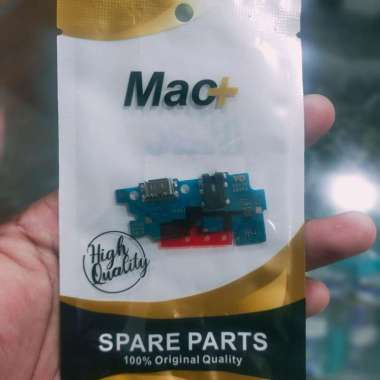 Mac+
High
Quality
SPARE PARTS
100% Original Quality